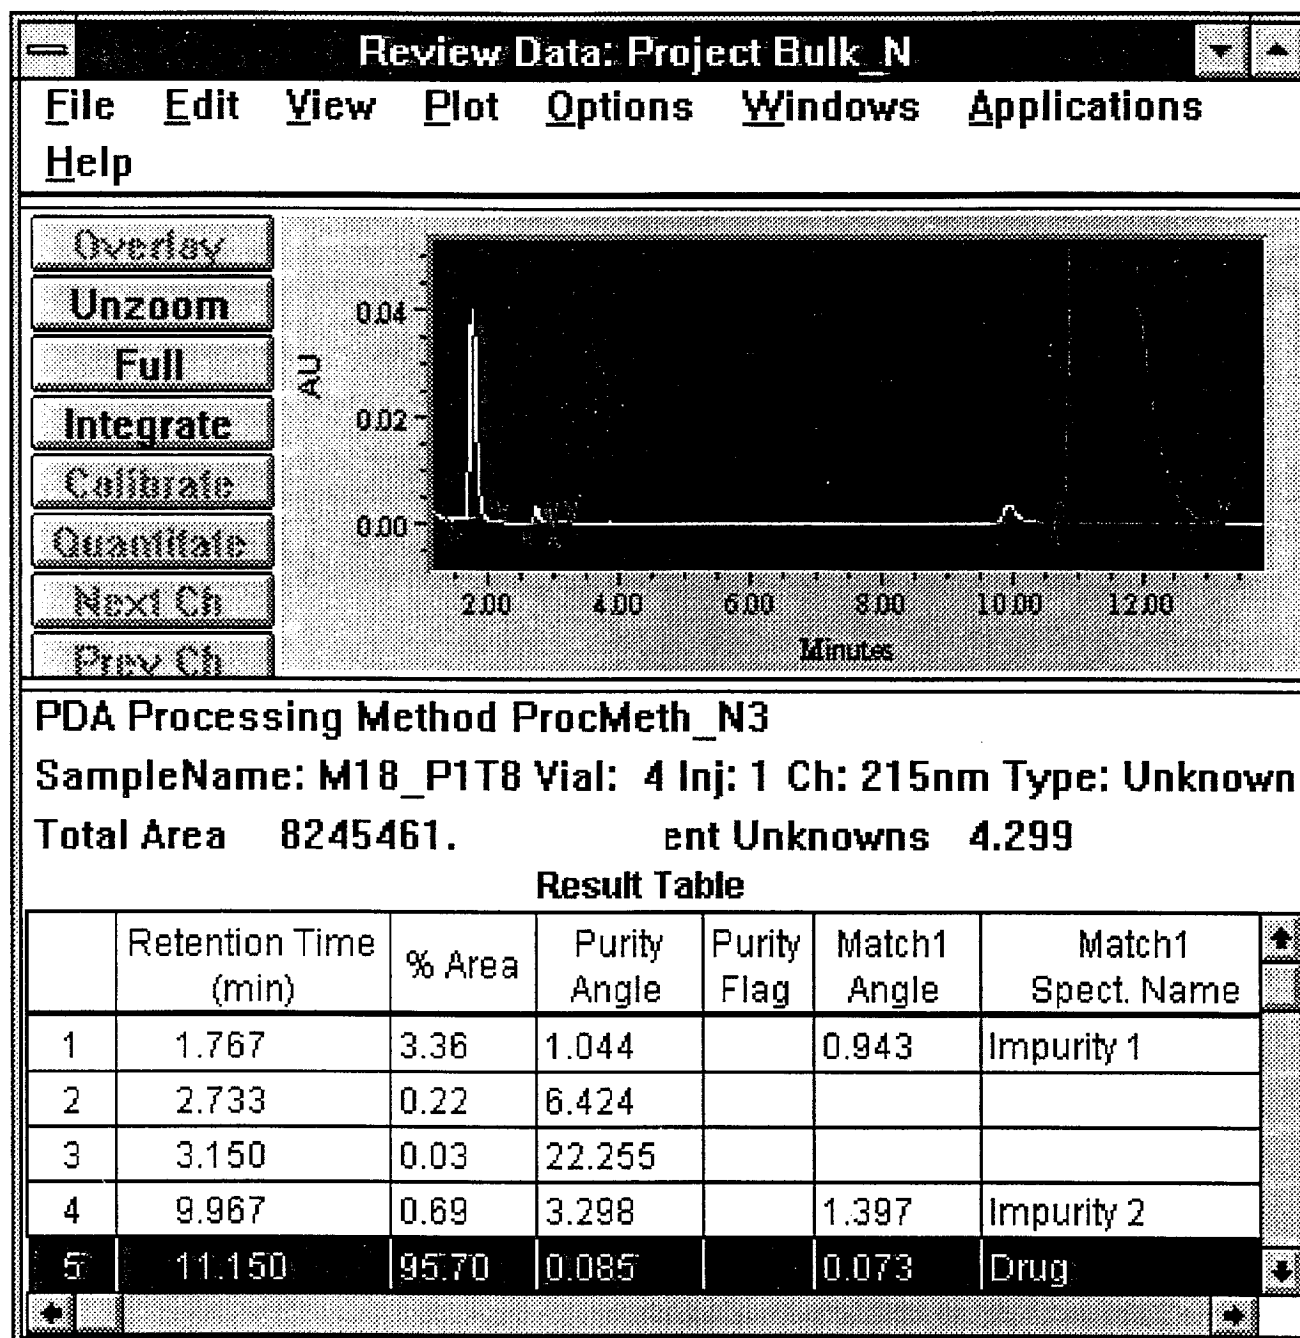 Review Data: Project Bulk_N
File Edit View Plot Options Windows Applications
Help
Overlay
Unzoom
Full
Integrate
Calibrate
Quantitate
Next Ch
Prev Ch
AU
0.04
0.02
0.00
2.00 4.00 6.00 8.00 10.00 12.00
Minutes
PDA Processing Method ProcMeth_N3
SampleName: M18_P1T8 Vial: 4 Inj: 1 Ch: 215nm Type: Unknown
Total Area 8245461. ent Unknowns 4.299
Result Table
Retention Time (min) % Area Purity Angle Purity Flag Match1 Angle Match1 Spect. Name
1 1.767 3.36 1.044 0.943 Impurity 1
2 2.733 0.22 6.424
3 3.150 0.03 22.255
4 9.967 0.69 3.298 1.397 Impurity 2
5 11.150 95.70 0.085 0.073 Drug